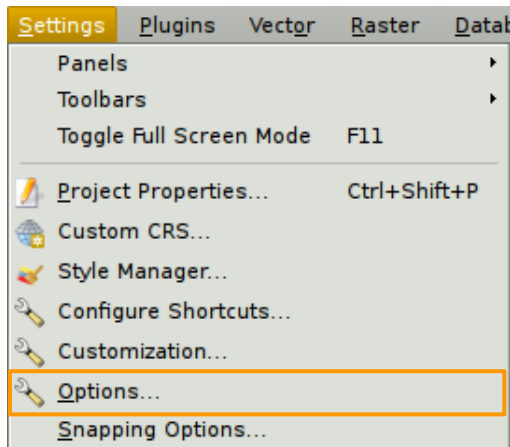 Settings Plugins Vector Raster Datab
Panels
Toolbars
Toggle Full Screen Mode F11
Project Properties... Ctrl+Shift+P
Custom CRS...
Style Manager...
Configure Shortcuts...
Customization...
Options...
Snapping Options...